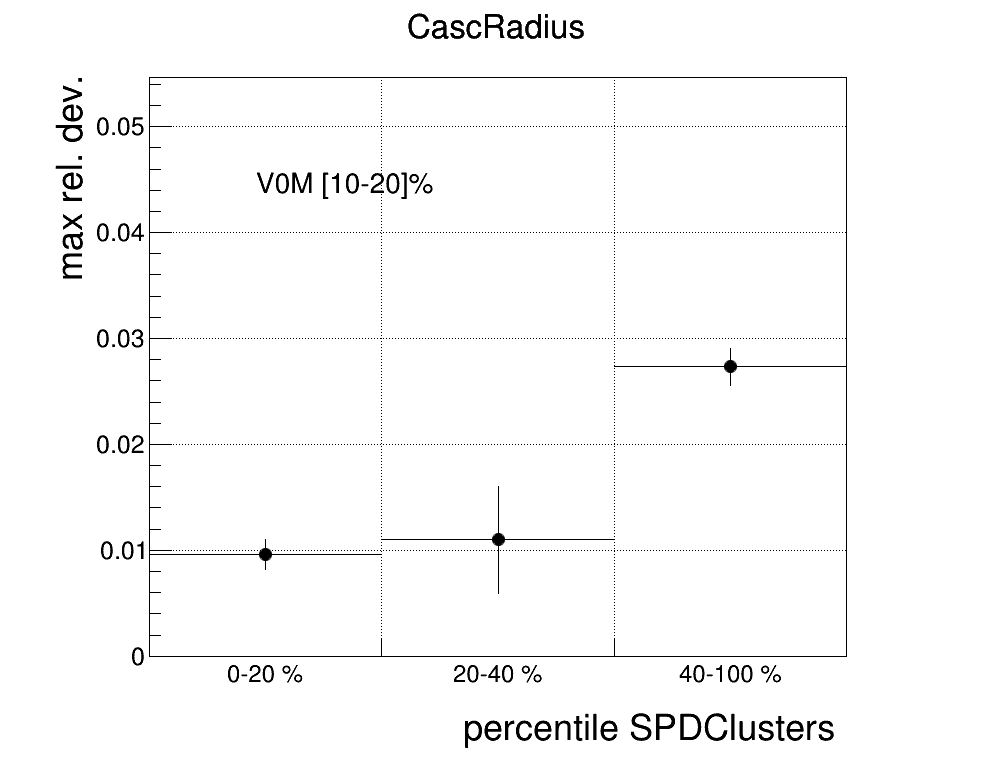 CascRadius
max rel. dev.
0.05
V0M [10-20]%
0.04
0.03
0.02
0.01
0
0-20 % 20-40 % 40-100 %
percentile SPDClusters